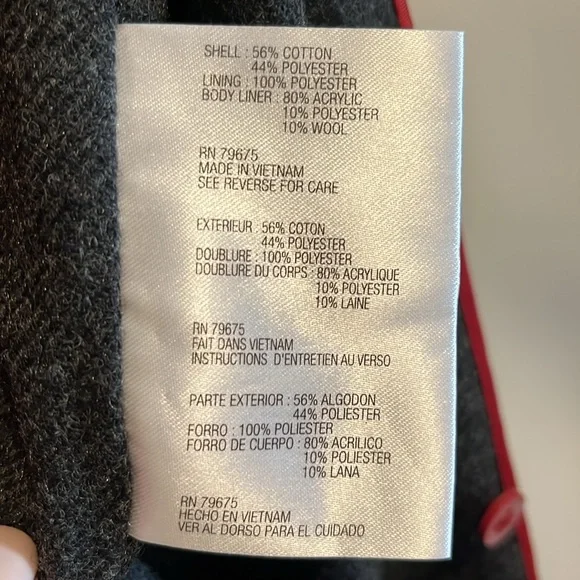 SHELL : 56% COTTON
44% POLYESTER
LINING : 100% POLYESTER
BODY LINER : 80% ACRYLIC
10% POLYESTER
10% WOOL
RN 79675
MADE IN VIETNAM
SEE REVERSE FOR CARE
EXTERIEUR : 56% COTON
44% POLYESTER
DOUBLURE : 100% POLYESTER
DOUBLURE DU CORPS : 80% ACRYLIQUE
10% POLYESTER
10% LAINE
RN 79675
FAIT DANS VIETNAM
INSTRUCTIONS D'ENTRETIEN AU VERSO
PARTE EXTERIOR : 56% ALGODON
44% POLIESTER
FORRO : 100% POLIESTER
FORRO DE CUERPO : 80% ACRILICO
10% POLIESTER
10% LANA
RN 79675
HECHO EN VIETNAM
VER AL DORSO PARA EL CUIDADO